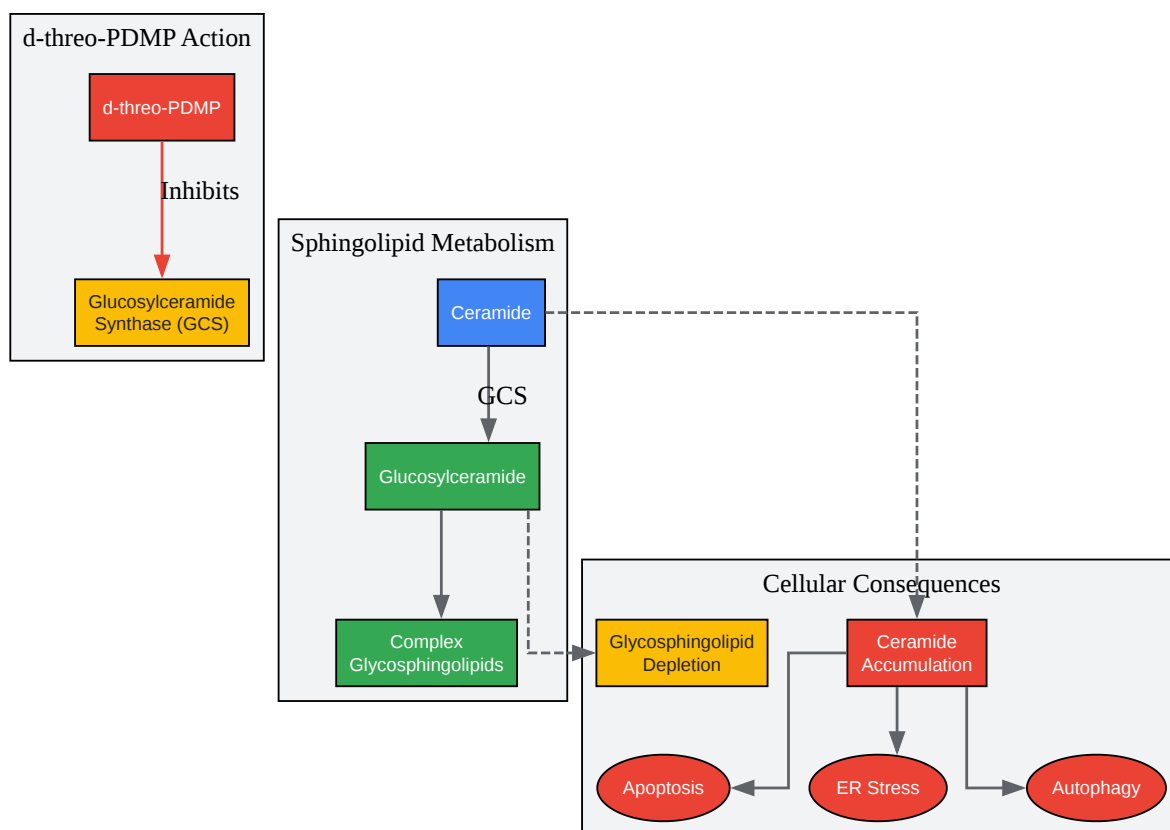 d-threo-PDMP Action
d-threo-PDMP
Inhibits
Glucosylceramide
Synthase (GCS)
Sphingolipid Metabolism
Ceramide
GCS
Glucosylceramide
Complex
Glycosphingolipids
Cellular Consequences
Glycosphingolipid
Depletion
Ceramide
Accumulation
Apoptosis
ER Stress
Autophagy